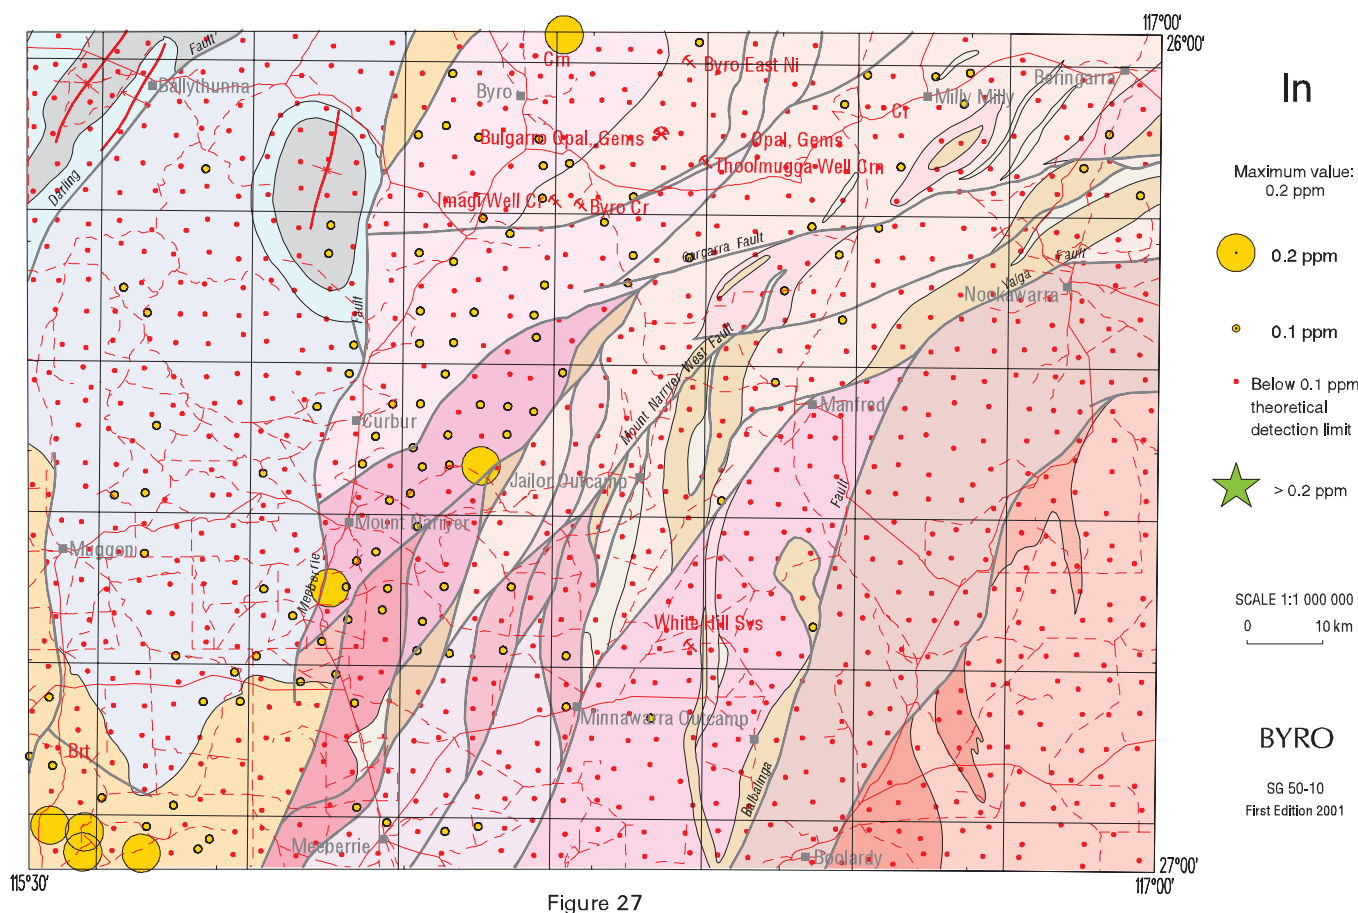 117°00'
26°00'
Fault
Ballythunna
Crn
Byro East Ni
Byro
Beringarra
Milly Milly
Cr
Bulgarro Opal, Gems
Opal, Gems
Thoolmugga Well Crn
Darling
Imagi Well Cr
Byro Cr
Gargarra Fault
Yalga
Fault
Nookawarra
Fault
Mount Narryer West Fault
Manfred
Curbur
Jailor Outcamp
Fault
Mount Narryer
Muggon
Meeberrie
White Hill Svs
Minnawarra Outcamp
Brt
Balbalinga
Meeberrie
Boolardy
115°30'
27°00'
117°00'
In
Maximum value:
0.2 ppm
0.2 ppm
0.1 ppm
Below 0.1 ppm
theoretical
detection limit
> 0.2 ppm
SCALE 1:1 000 000
0 10 km
BYRO
SG 50-10
First Edition 2001
Figure 27